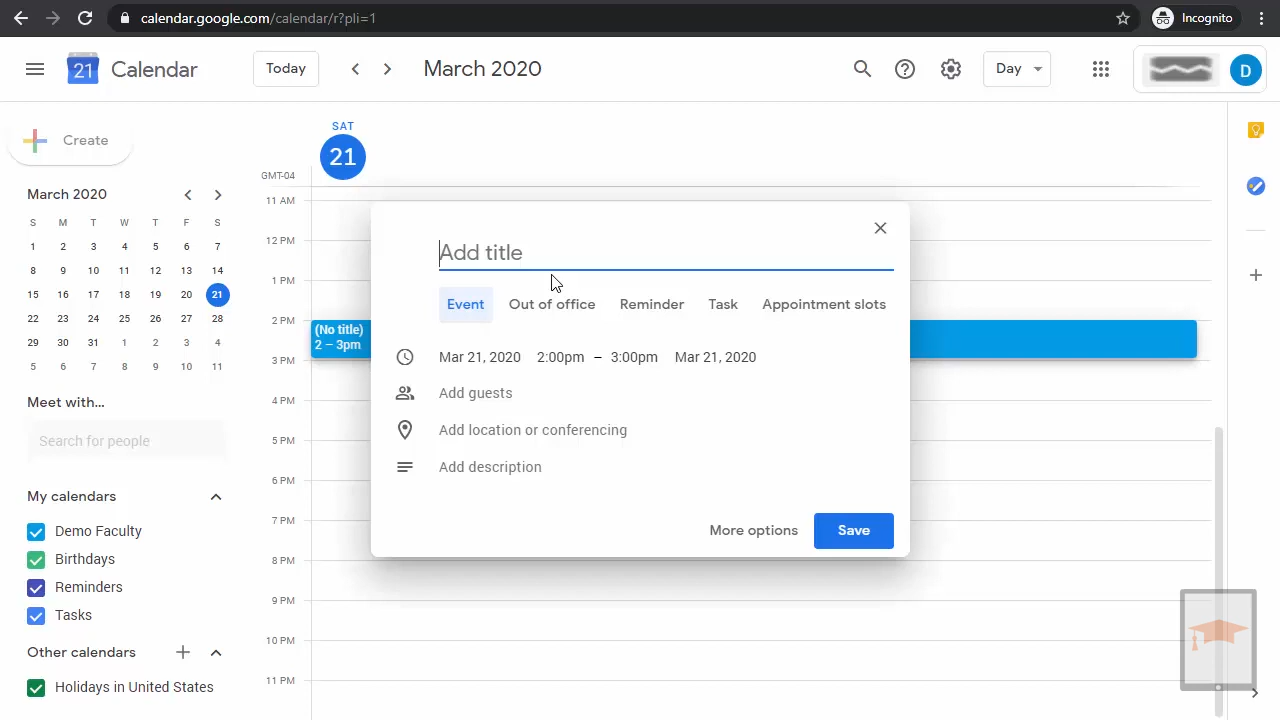 calendar.google.com/calendar/r?pli=1
Incognito
21
Calendar
Today
March 2020
Day
D
Create
SAT
21
GMT-04
March 2020
S M T W T F S
1 2 3 4 5 6 7
8 9 10 11 12 13 14
15 16 17 18 19 20 21
22 23 24 25 26 27 28
29 30 31 1 2 3 4
5 6 7 8 9 10 11
Meet with...
Search for people
My calendars
Demo Faculty
Birthdays
Reminders
Tasks
Other calendars
Holidays in United States
11 AM
12 PM
1 PM
2 PM
3 PM
4 PM
5 PM
6 PM
7 PM
8 PM
9 PM
10 PM
11 PM
(No title)
2 – 3pm
Add title
Event Out of office Reminder Task Appointment slots
Mar 21, 2020 2:00pm – 3:00pm Mar 21, 2020
Add guests
Add location or conferencing
Add description
More options Save